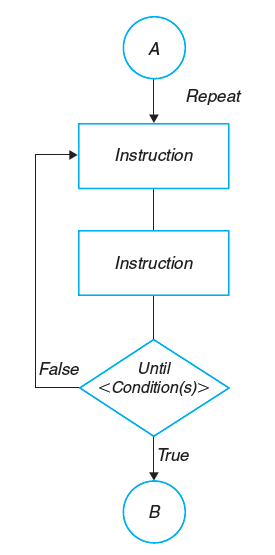 A
Repeat
Instruction
Instruction
Until
<Condition(s)>
False
True
B